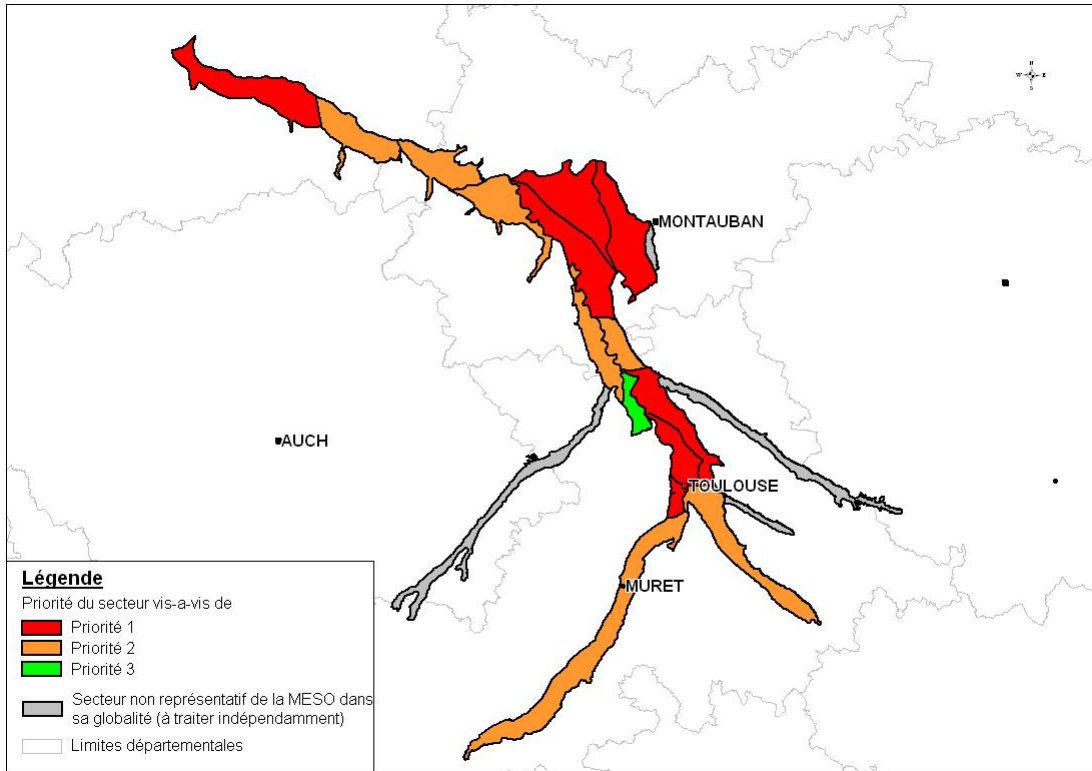 N
W E
S
MONTAUBAN
AUCH
TOULOUSE
MURET
Légende
Priorité du secteur vis-a-vis de
Priorité 1
Priorité 2
Priorité 3
Secteur non représentatif de la MESO dans
sa globalité (à traiter indépendamment)
Limites départementales